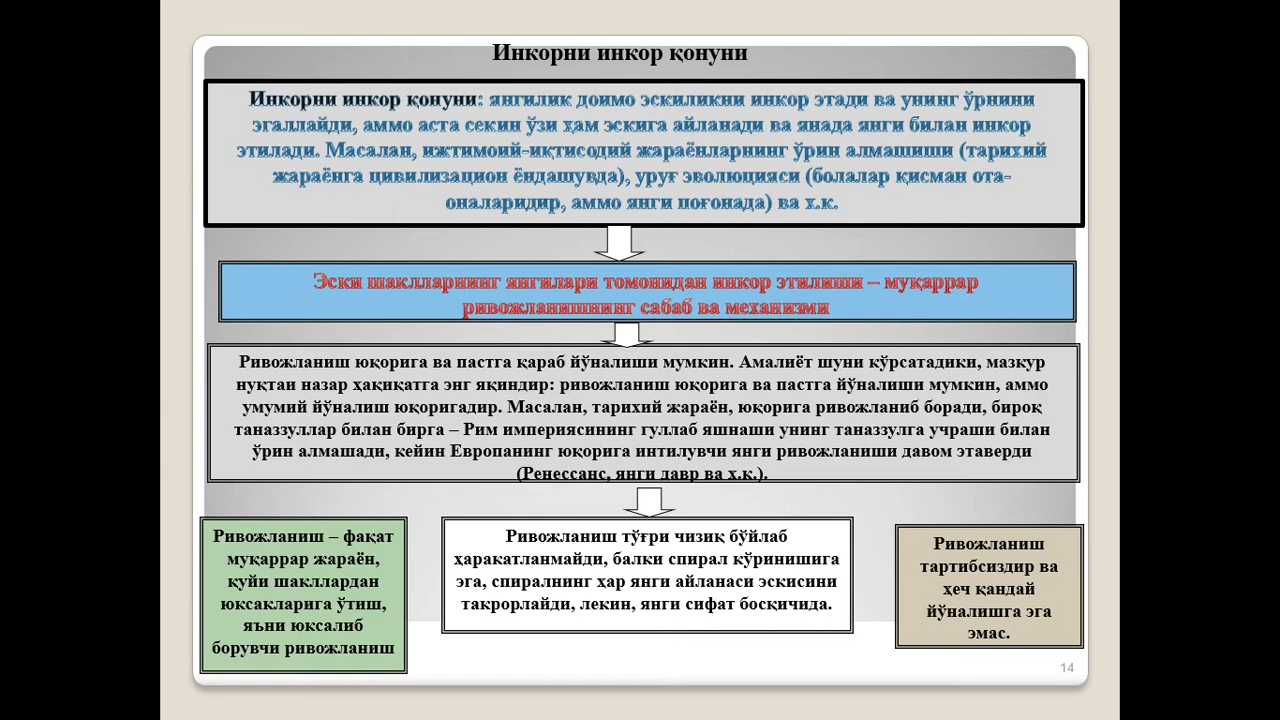 Инкорни инкор қонуни
Инкорни инкор қонуни: янгилик доимо эскиликни инкор этади ва унинг ўрнини
эгаллайди, аммо аста секин ўзи ҳам эскига айланади ва янада янги билан инкор
этилади. Масалан, ижтимоий-иқтисодий жараёнларнинг ўрин алмашиши (тарихий
жараёнга цивилизацион ёндашувда), уруғ эволюцияси (болалар қисман ота-
оналаридир, аммо янги поғонада) ва х.к.
Эски шаклларнинг янгилари томонидан инкор этилиши – муқаррар
ривожланишнинг сабаб ва механизми
Ривожланиш юқорига ва пастга қараб йўналиши мумкин. Амалиёт шуни кўрсатадики, мазкур
нуқтаи назар ҳақиқатга энг яқиндир: ривожланиш юқорига ва пастга йўналиши мумкин, аммо
умумий йўналиш юқоригадир. Масалан, тарихий жараён, юқорига ривожланиб боради, бироқ
таназзуллар билан бирга – Рим империясининг гуллаб яшнаши унинг таназзулга учраши билан
ўрин алмашади, кейин Европанинг юқорига интилувчи янги ривожланиши давом этаверди
(Ренессанс, янги давр ва х.к.).
Ривожланиш – фақат
муқаррар жараён,
қуйи шакллардан
юксакларига ўтиш,
яъни юксалиб
борувчи ривожланиш
Ривожланиш тўғри чизиқ бўйлаб
ҳаракатланмайди, балки спирал кўринишига
эга, спиралнинг ҳар янги айланаси эскисини
такрорлайди, лекин, янги сифат босқичида.
Ривожланиш
тартибсиздир ва
ҳеч қандай
йўналишга эга
эмас.
14